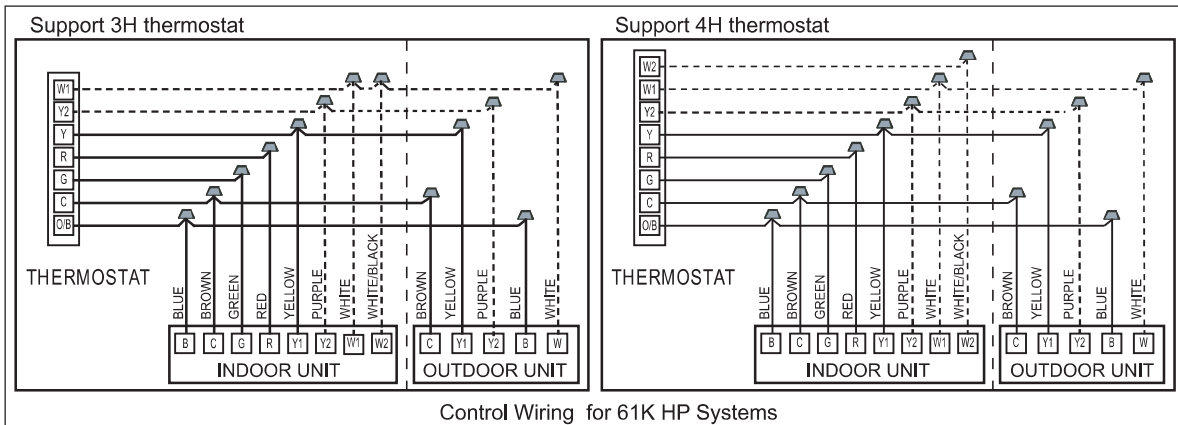 Support 3H thermostat
W1
Y2
Y
R
G
C
O/B
THERMOSTAT
BLUE
BROWN
GREEN
RED
YELLOW
PURPLE
WHITE
WHITE/BLACK
BROWN
YELLOW
PURPLE
BLUE
WHITE
B C G R Y1 Y2 W1 W2 C Y1 Y2 B W
INDOOR UNIT OUTDOOR UNIT
Support 4H thermostat
W2
W1
Y2
Y
R
G
C
O/B
THERMOSTAT
BLUE
BROWN
GREEN
RED
YELLOW
PURPLE
WHITE
WHITE/BLACK
BROWN
YELLOW
PURPLE
BLUE
WHITE
B C G R Y1 Y2 W1 W2 C Y1 Y2 B W
INDOOR UNIT OUTDOOR UNIT
Control Wiring for 61K HP Systems